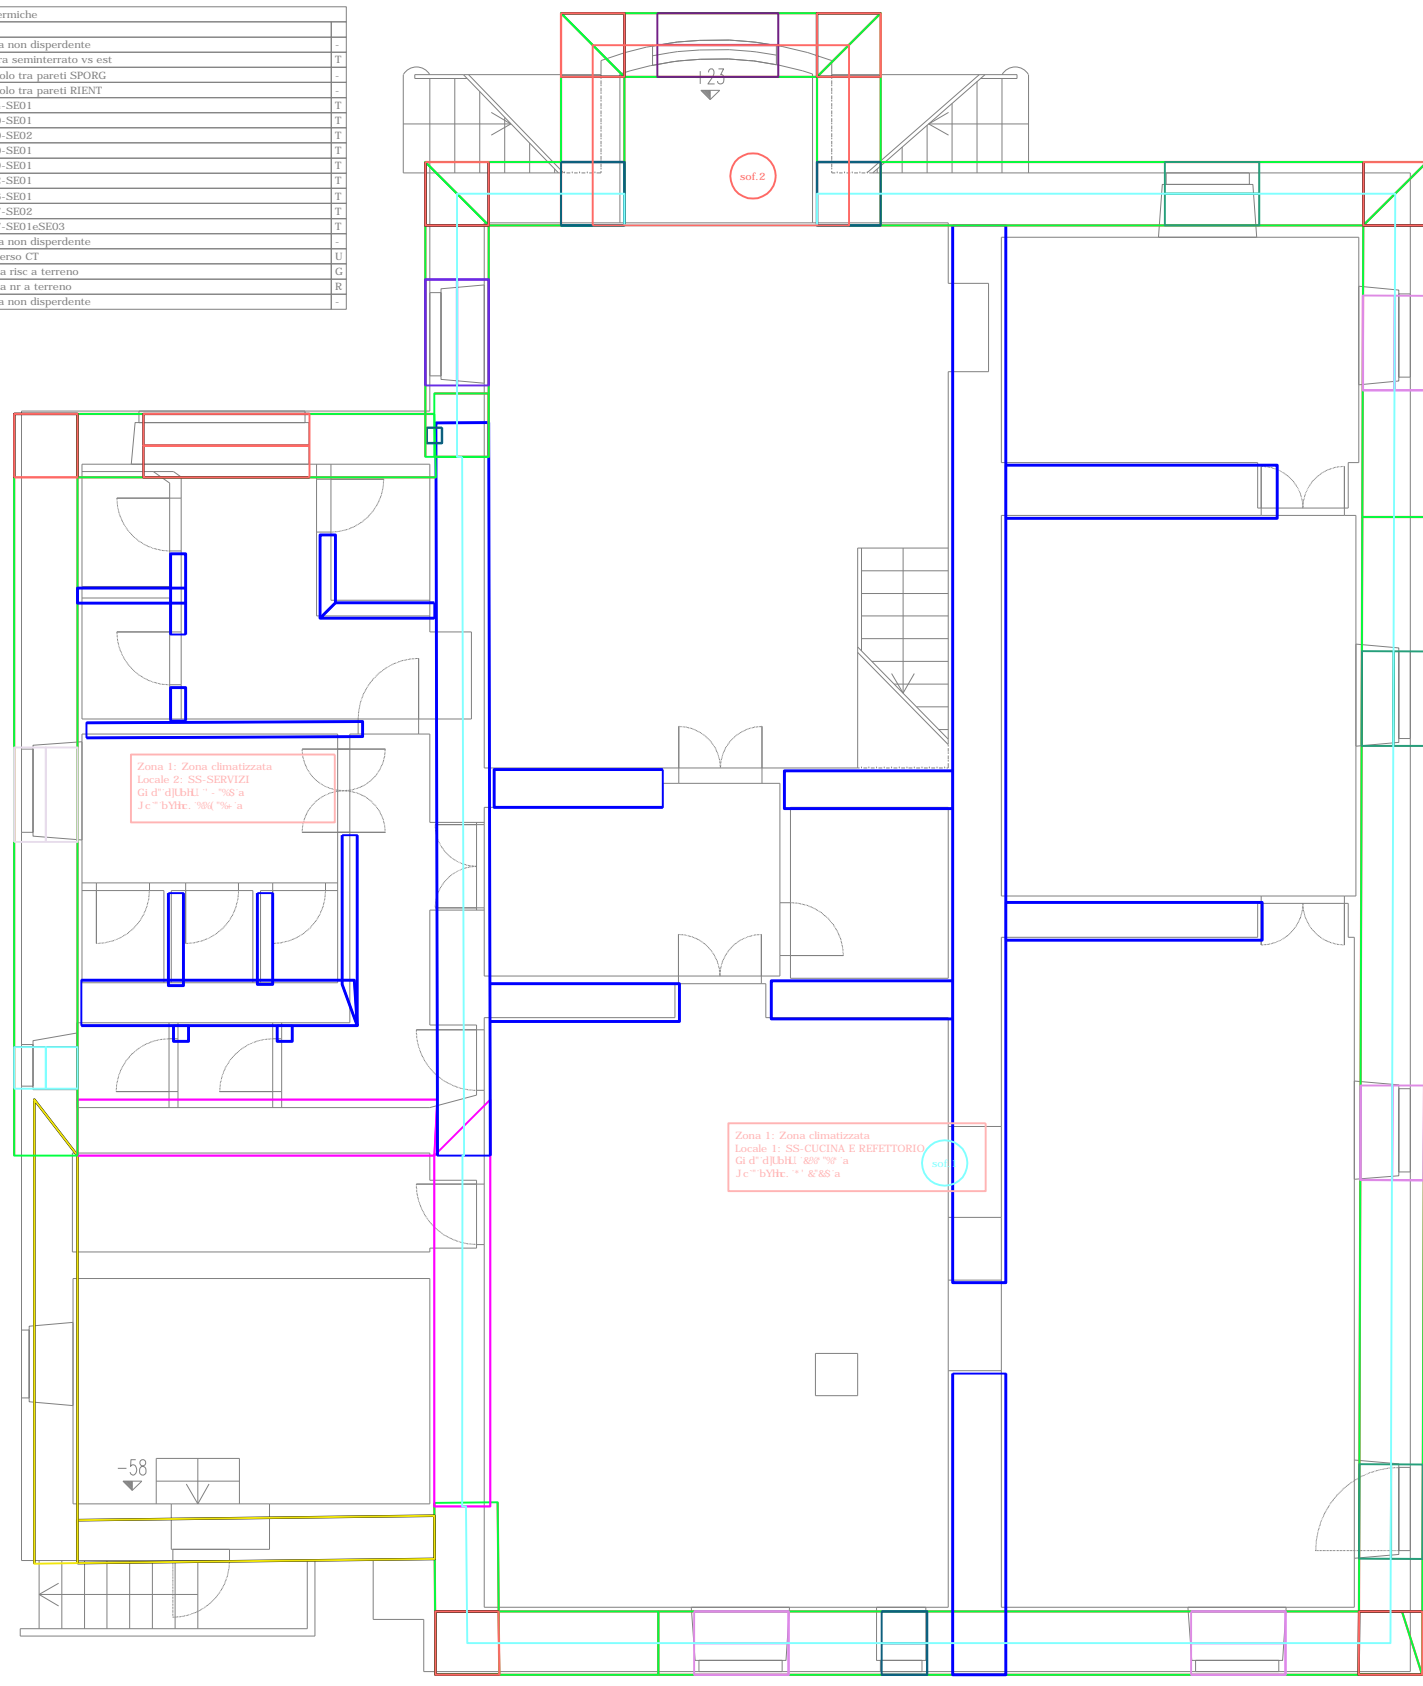 ermiche
a non disperdente -
ra seminterrato vs est T
olo tra pareti SPORG -
olo tra pareti RIENT -
-SE01 T
-SE01 T
-SE02 T
-SE01 T
-SE01 T
-SE01 T
-SE01 T
-SE02 T
-SE01eSE03 T
a non disperdente -
erso CT U
a risc a terreno G
a nr a terreno R
a non disperdente -
sof.2
Zona 1: Zona climatizzata
Locale 2: SS-SERVIZI
Zona 1: Zona climatizzata
Locale 1: SS-CUCINA E REFETTORIO
-58